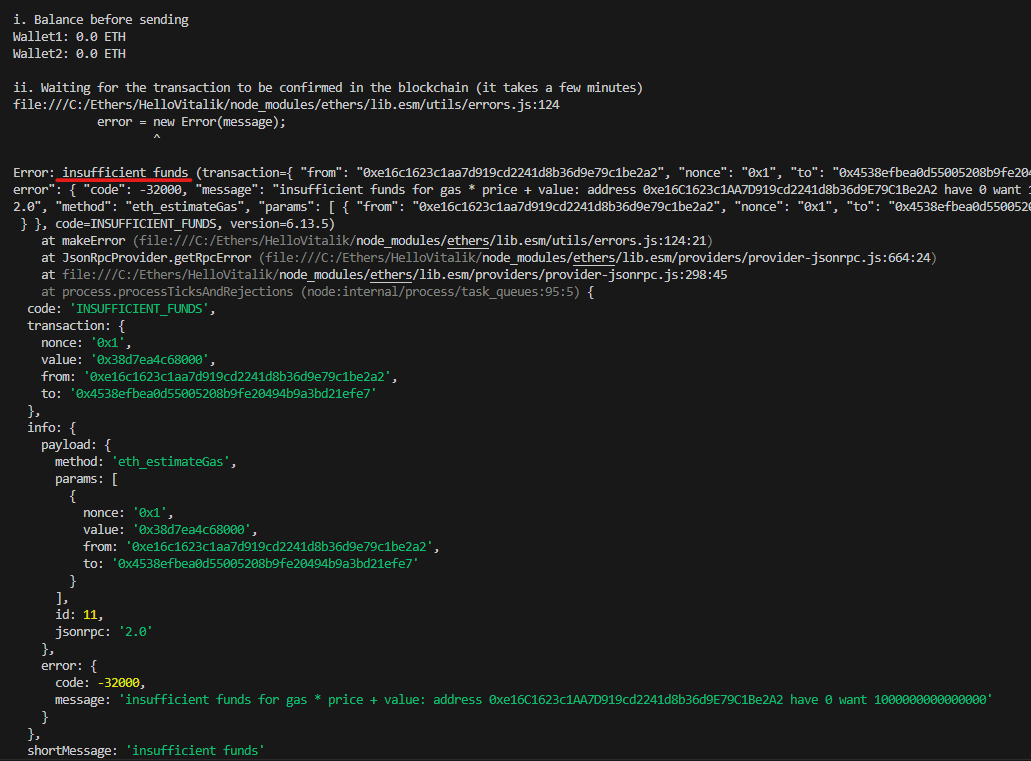 i. Balance before sending
Wallet1: 0.0 ETH
Wallet2: 0.0 ETH
ii. Waiting for the transaction to be confirmed in the blockchain (it takes a few minutes)
file:///C:/Ethers/HelloVitalik/node_modules/ethers/lib.esm/utils/errors.js:124
error = new Error(message);
^
Error: insufficient funds (transaction={ "from": "0xe16c1623c1aa7d919cd2241d8b36d9e79c1be2a2", "nonce": "0x1", "to": "0x4538efbea0d55005208b9fe204
error": { "code": -32000, "message": "insufficient funds for gas * price + value: address 0xe16C1623c1AA7D919cd2241d8b36d9E79C1Be2A2 have 0 want 1
2.0", "method": "eth_estimateGas", "params": [ { "from": "0xe16c1623c1aa7d919cd2241d8b36d9e79c1be2a2", "nonce": "0x1", "to": "0x4538efbea0d550520
} }, code=INSUFFICIENT_FUNDS, version=6.13.5)
at makeError (file:///C:/Ethers/HelloVitalik/node_modules/ethers/lib.esm/utils/errors.js:124:21)
at JsonRpcProvider.getRpcError (file:///C:/Ethers/HelloVitalik/node_modules/ethers/lib.esm/providers/provider-jsonrpc.js:664:24)
at file:///C:/Ethers/HelloVitalik/node_modules/ethers/lib.esm/providers/provider-jsonrpc.js:298:45
at process.processTicksAndRejections (node:internal/process/task_queues:95:5) {
code: 'INSUFFICIENT_FUNDS',
transaction: {
nonce: '0x1',
value: '0x38d7ea4c68000',
from: '0xe16c1623c1aa7d919cd2241d8b36d9e79c1be2a2',
to: '0x4538efbea0d55005208b9fe20494b9a3bd21efe7'
},
info: {
payload: {
method: 'eth_estimateGas',
params: [
{
nonce: '0x1',
value: '0x38d7ea4c68000',
from: '0xe16c1623c1aa7d919cd2241d8b36d9e79c1be2a2',
to: '0x4538efbea0d55005208b9fe20494b9a3bd21efe7'
}
],
id: 11,
jsonrpc: '2.0'
},
error: {
code: -32000,
message: 'insufficient funds for gas * price + value: address 0xe16C1623c1AA7D919cd2241d8b36d9E79C1Be2A2 have 0 want 1000000000000000'
}
},
shortMessage: 'insufficient funds'